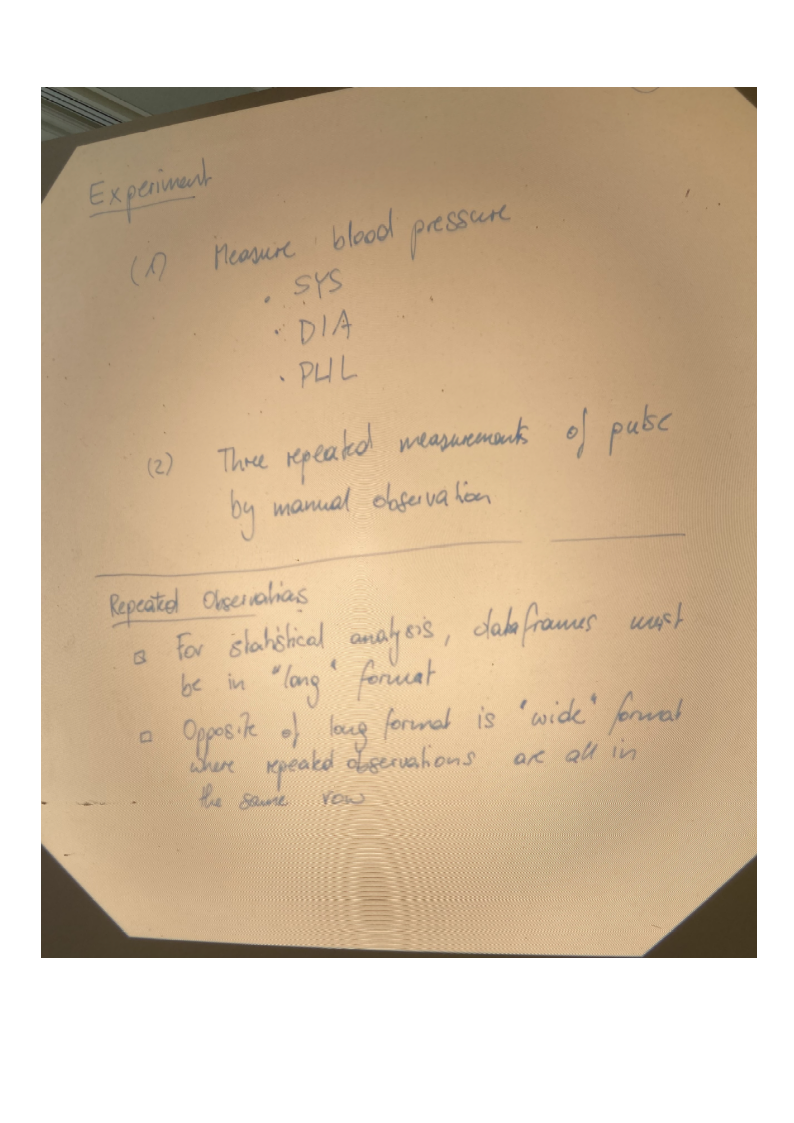 Experiment
(1) Measure blood pressure
• SYS
• DIA
• PUL
(2) Three repeated measurements of pulse
by manual observation
Repeated Observations
□ For statistical analysis, dataframes must
be in "long" format
□ Opposite of long format is "wide" format
where repeated observations are all in
the same row